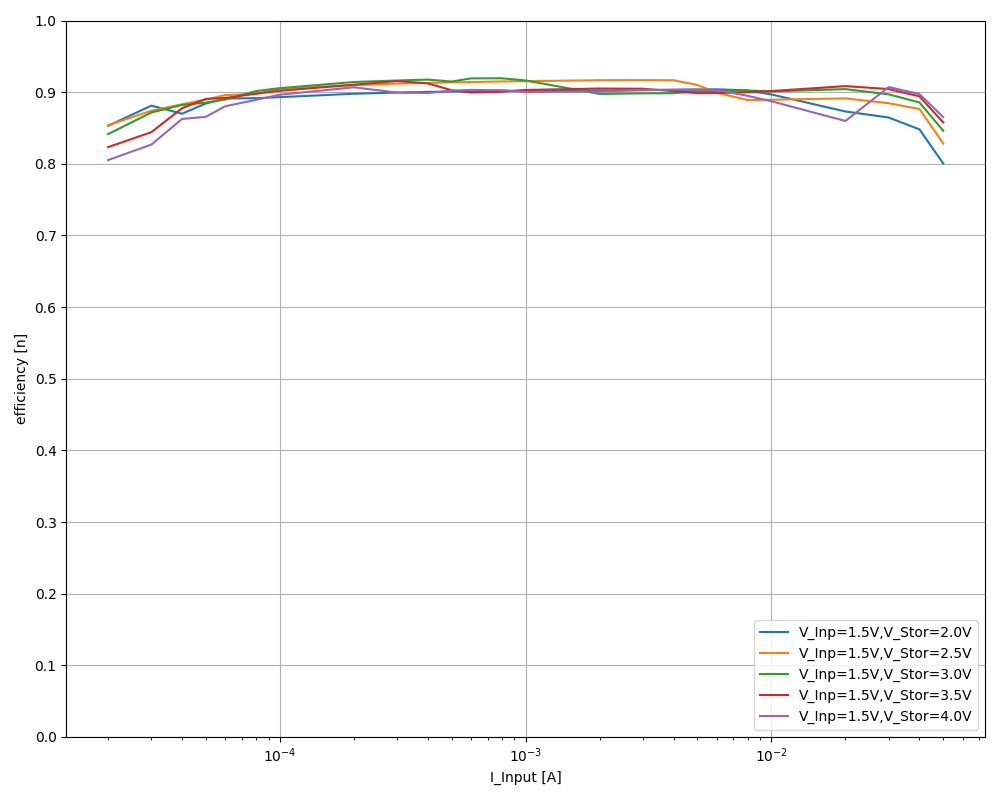 1.0
0.9
0.8
0.7
0.6
0.5
0.4
0.3
0.2
0.1
0.0
efficiency [n]
10⁻⁴
10⁻³
10⁻²
I_Input [A]
V_Inp=1.5V,V_Stor=2.0V
V_Inp=1.5V,V_Stor=2.5V
V_Inp=1.5V,V_Stor=3.0V
V_Inp=1.5V,V_Stor=3.5V
V_Inp=1.5V,V_Stor=4.0V